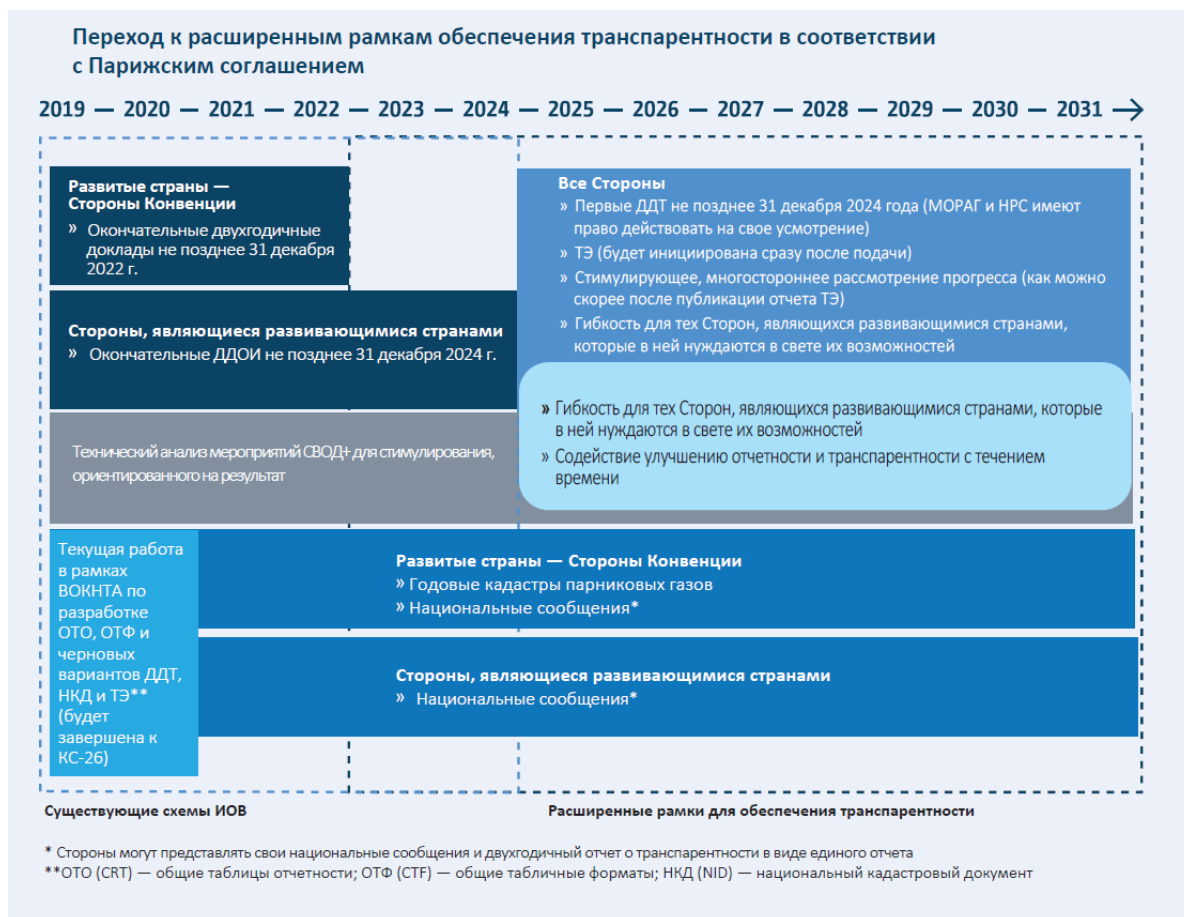 Переход к расширенным рамкам обеспечения транспарентности в соответствии
с Парижским соглашением
2019 — 2020 — 2021 — 2022 — 2023 — 2024 — 2025 — 2026 — 2027 — 2028 — 2029 — 2030 — 2031
Развитые страны —
Стороны Конвенции
» Окончательные двухгодичные
доклады не позднее 31 декабря
2022 г.
Стороны, являющиеся развивающимися странами
» Окончательные ДДОИ не позднее 31 декабря 2024 г.
Все Стороны
» Первые ДДТ не позднее 31 декабря 2024 года (МОРАГ и НРС имеют
право действовать на свое усмотрение)
» ТЭ (будет инициирована сразу после подачи)
» Стимулирующее, многостороннее рассмотрение прогресса (как можно
скорее после публикации отчета ТЭ)
» Гибкость для тех Сторон, являющихся развивающимися странами,
которые в ней нуждаются в свете их возможностей
» Гибкость для тех Сторон, являющихся развивающимися странами, которые
в ней нуждаются в свете их возможностей
» Содействие улучшению отчетности и транспарентности с течением
времени
Технический анализ мероприятий СВОД+ для стимулирования,
ориентированного на результат
Текущая работа
в рамках
ВОКНТА по
разработке
ОТО, ОТФ и
черновых
вариантов ДДТ,
НКД и ТЭ**
(будет
завершена к
КС-26)
Развитые страны — Стороны Конвенции
» Годовые кадастры парниковых газов
» Национальные сообщения*
Стороны, являющиеся развивающимися странами
» Национальные сообщения*
Существующие схемы ИОВ
Расширенные рамки для обеспечения транспарентности
* Стороны могут представлять свои национальные сообщения и двухгодичный отчет о транспарентности в виде единого отчета
**ОТО (CRT) — общие таблицы отчетности; ОТФ (CTF) — общие табличные форматы; НКД (NID) — национальный кадастровый документ